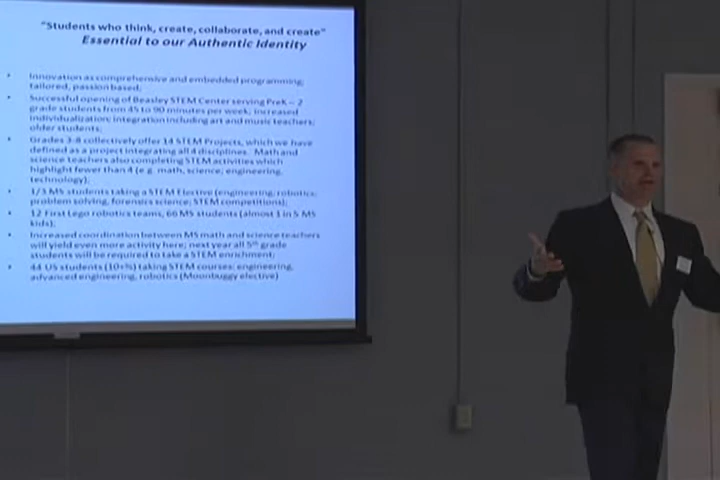 "Students who think, create, collaborate, and create"
Essential to our Authentic Identity
• Innovation as comprehensive and embedded programming; tailored, passion based;
• Successful opening of Beasley STEM Center serving PreK – 2
grade students from 45 to 90 minutes per week; increased
individualization; integration including art and music teachers;
older students;
• Grades 3-8 collectively offer 14 STEM Projects, which we have
defined as a project integrating all 4 disciplines. Math and
science teachers also completing STEM activities which
highlight fewer than 4 (e.g. math, science, engineering,
technology);
• 1/3 MS students taking a STEM Elective (engineering, robotics,
problem solving, forensics science, STEM competitions);
• 12 First Lego robotics teams, 66 MS students (almost 1 in 5 MS
kids);
• Increased coordination between MS math and science teachers
will yield even more activity here; next year all 5th grade
students will be required to take a STEM enrichment;
• 44 US students (10+%) taking STEM courses: engineering,
advanced engineering, robotics (Moonbuggy elective)